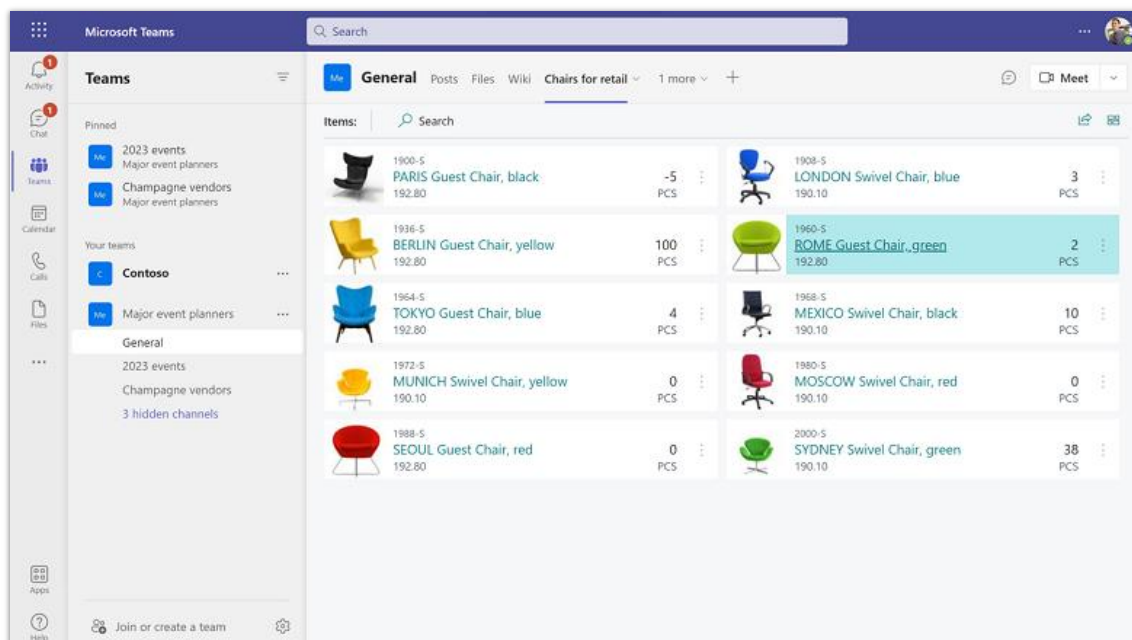 Microsoft Teams
Search
1
Activity
1
Chat
Teams
Calendar
Calls
Files
Apps
Help
Teams
Pinned
Me
2023 events
Major event planners
Me
Champagne vendors
Major event planners
Your teams
C
Contoso
Me
Major event planners
General
2023 events
Champagne vendors
3 hidden channels
Join or create a team
Me General Posts Files Wiki Chairs for retail 1 more Meet
Items: Search
1900-S
PARIS Guest Chair, black -5
192.80 PCS
1908-S
LONDON Swivel Chair, blue 3
190.10 PCS
1936-S
BERLIN Guest Chair, yellow 100
192.80 PCS
1960-S
ROME Guest Chair, green 2
192.80 PCS
1964-S
TOKYO Guest Chair, blue 4
192.80 PCS
1968-S
MEXICO Swivel Chair, black 10
190.10 PCS
1972-S
MUNICH Swivel Chair, yellow 0
190.10 PCS
1980-S
MOSCOW Swivel Chair, red 0
190.10 PCS
1988-S
SEOUL Guest Chair, red 0
192.80 PCS
2000-S
SYDNEY Swivel Chair, green 38
190.10 PCS